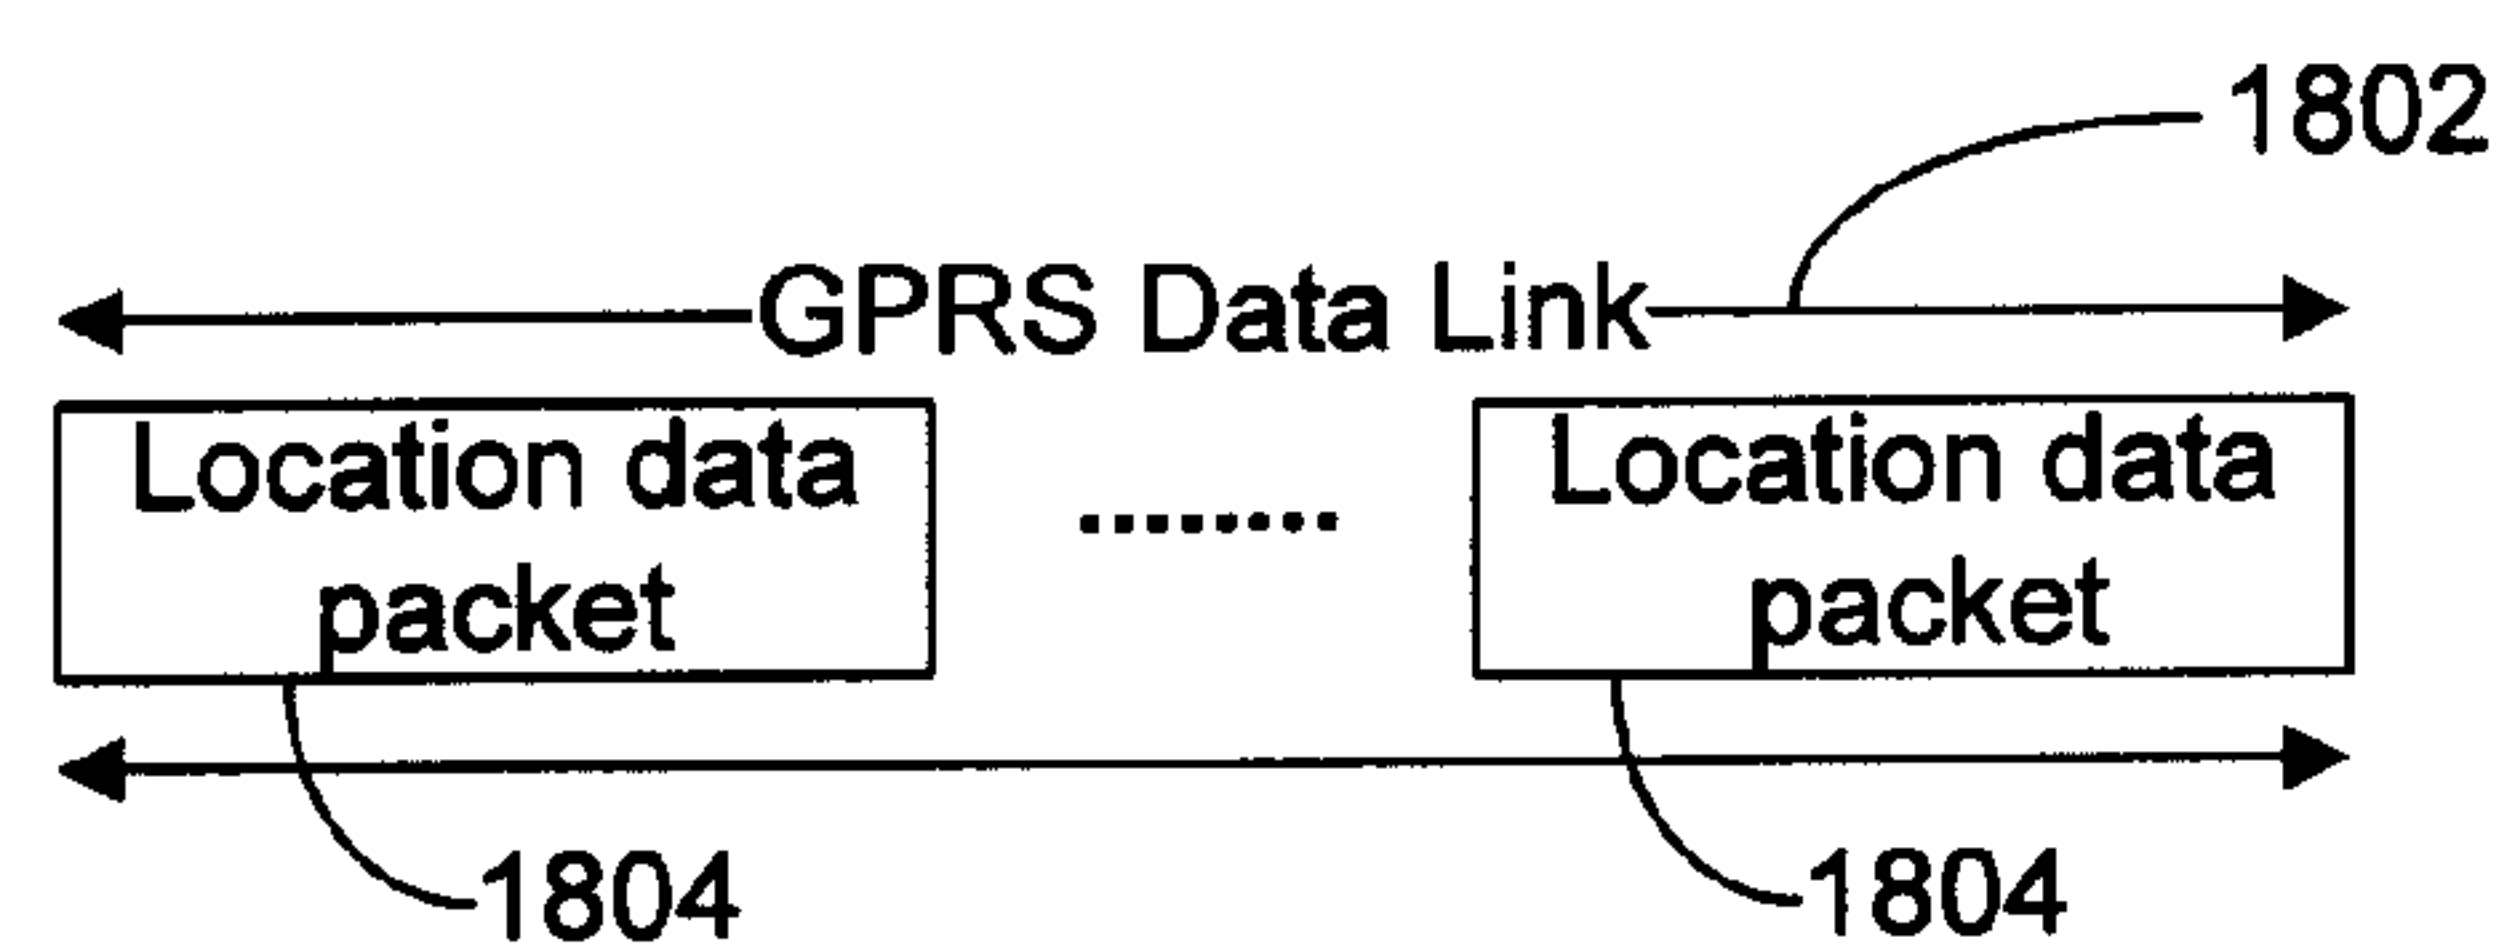 1802
GPRS Data Link
Location data
packet
Location data
packet
1804
1804